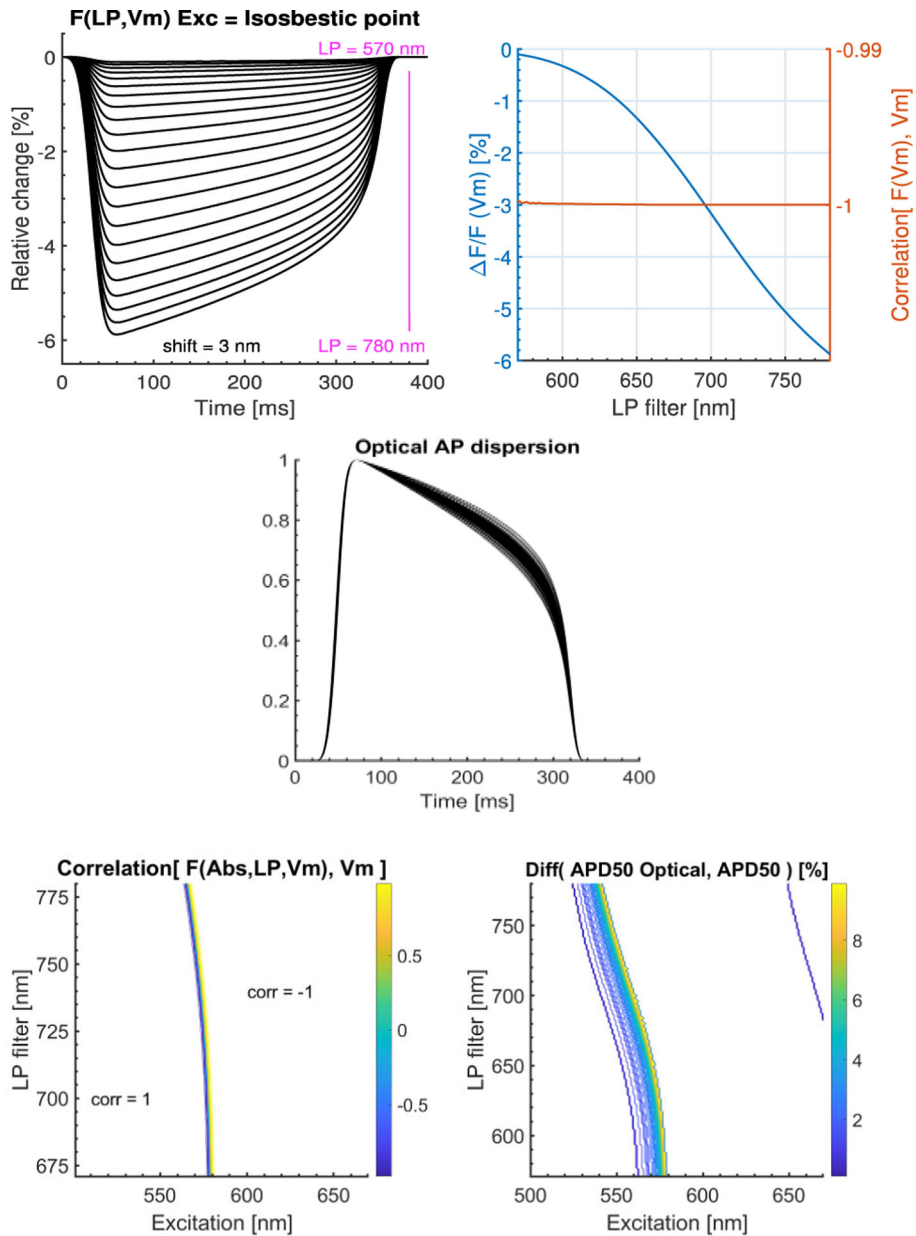 F(LP,Vm) Exc = Isosbestic point
LP = 570 nm
0
-2
-4
-6
Relative change [%]
shift = 3 nm
LP = 780 nm
0 100 200 300 400
Time [ms]
0
-1
-2
-3
-4
-5
-6
ΔF/F (Vm) [%]
-0.99
-1
Correlation[ F(Vm), Vm]
600 650 700 750
LP filter [nm]
Optical AP dispersion
1
0.8
0.6
0.4
0.2
0
0 100 200 300 400
Time [ms]
Correlation[ F(Abs,LP,Vm), Vm ]
775
750
725
700
675
LP filter [nm]
corr = -1
corr = 1
0.5
0
-0.5
550 600 650
Excitation [nm]
Diff( APD50 Optical, APD50 ) [%]
750
700
650
600
LP filter [nm]
8
6
4
2
500 550 600 650
Excitation [nm]